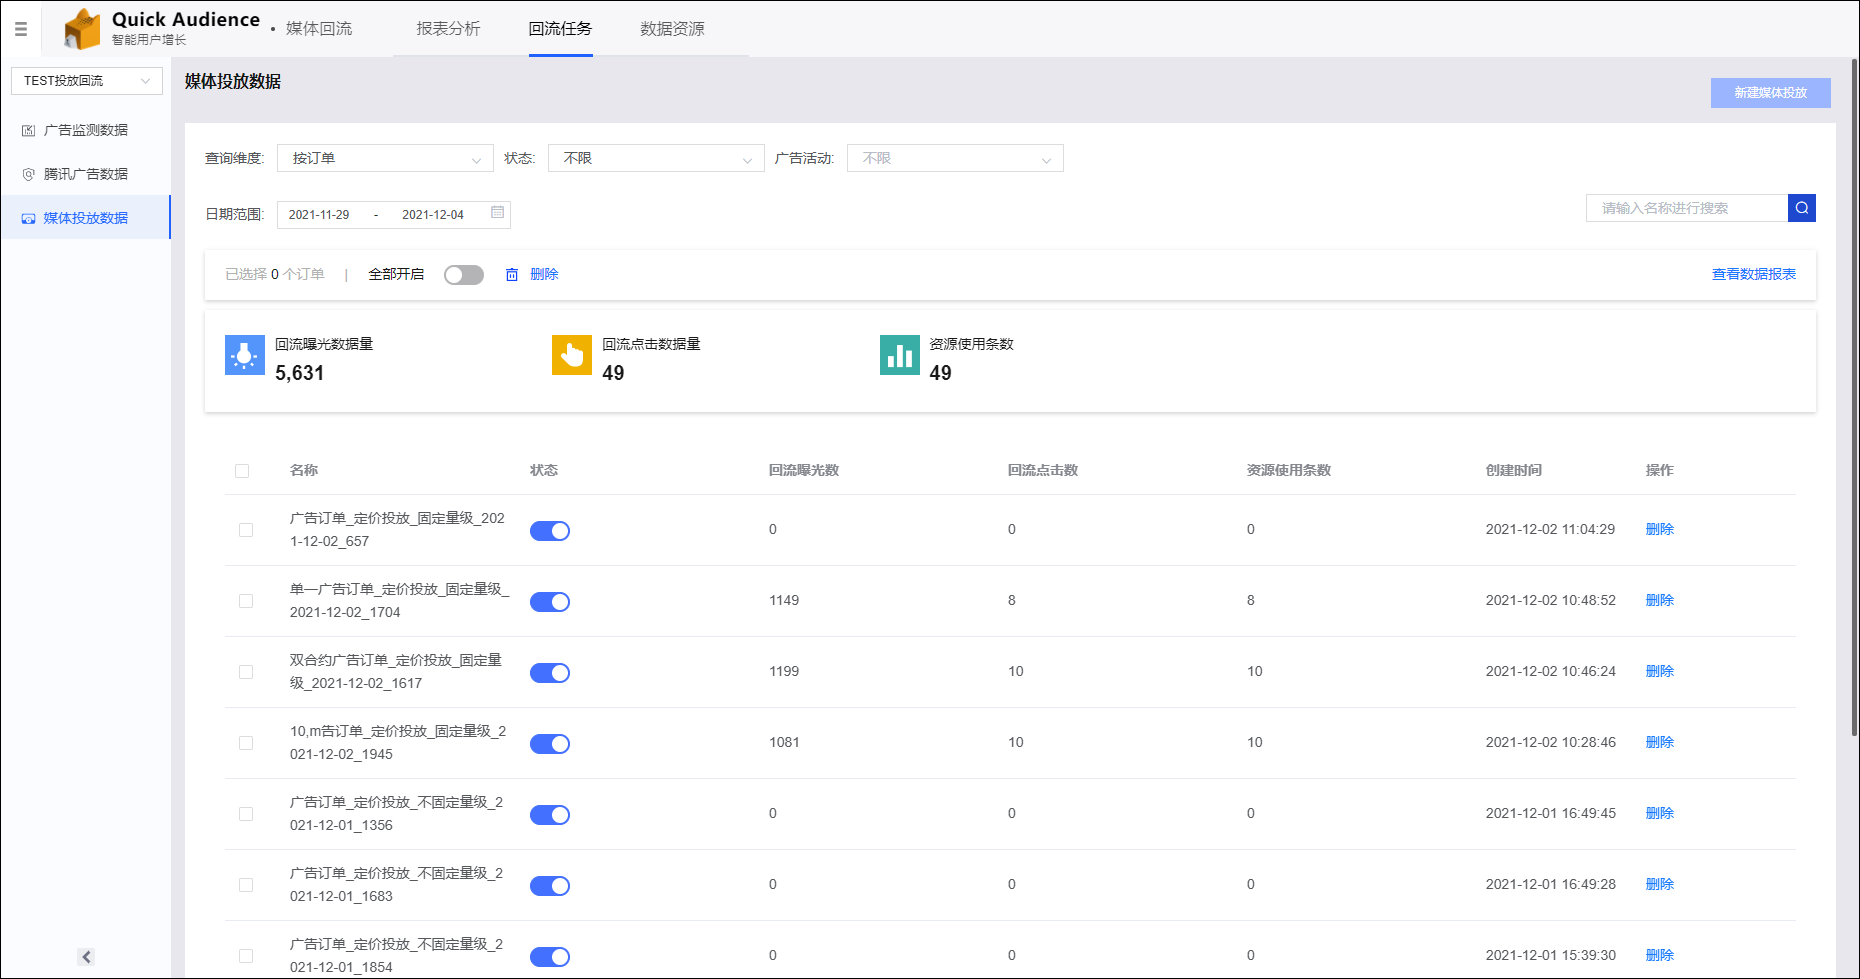 Quick Audience
智能用户增长
• 媒体回流
报表分析
回流任务
数据资源
TEST投放回流
广告监测数据
腾讯广告数据
媒体投放数据
媒体投放数据
新建媒体投放
查询维度: 按订单 状态: 不限 广告活动: 不限
日期范围: 2021-11-29 - 2021-12-04
请输入名称进行搜索
已选择 0 个订单 | 全部开启 删除 查看数据报表
回流曝光数据量
5,631
回流点击数据量
49
资源使用条数
49
名称 状态 回流曝光数 回流点击数 资源使用条数 创建时间 操作
广告订单_定价投放_固定量级_202
1-12-02_657
0 0 0 2021-12-02 11:04:29 删除
单一广告订单_定价投放_固定量级_
2021-12-02_1704
1149 8 8 2021-12-02 10:48:52 删除
双合约广告订单_定价投放_固定量
级_2021-12-02_1617
1199 10 10 2021-12-02 10:46:24 删除
10,m告订单_定价投放_固定量级_2
021-12-02_1945
1081 10 10 2021-12-02 10:28:46 删除
广告订单_定价投放_不固定量级_2
021-12-01_1356
0 0 0 2021-12-01 16:49:45 删除
广告订单_定价投放_不固定量级_2
021-12-01_1683
0 0 0 2021-12-01 16:49:28 删除
广告订单_定价投放_不固定量级_2
021-12-01_1854
0 0 0 2021-12-01 15:39:30 删除